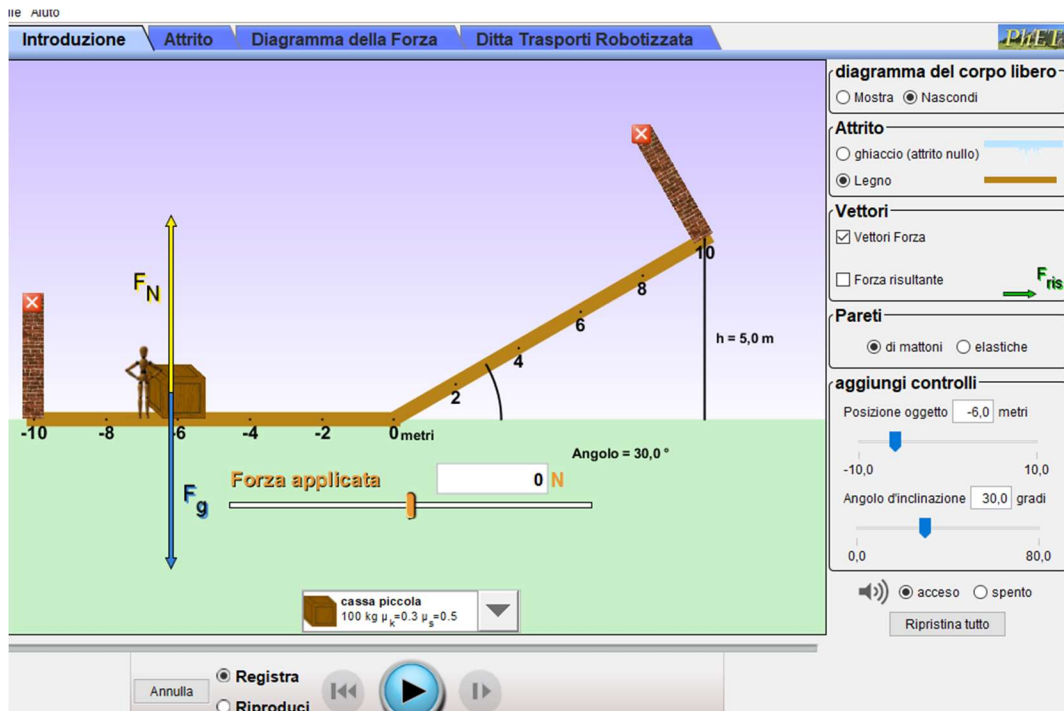 ile Aiuto
Introduzione Attrito Diagramma della Forza Ditta Trasporti Robotizzata PhET
diagramma del corpo libero
Mostra Nascondi
Attrito
ghiaccio (attrito nullo)
Legno
Vettori
Vettori Forza
Forza risultante F ris
Pareti
di mattoni elastiche
aggiungi controlli
Posizione oggetto -6,0 metri
-10,0 10,0
Angolo d'inclinazione 30,0 gradi
0,0 80,0
acceso spento
Ripristina tutto
F N
10
8
6
4
2
h = 5,0 m
-10 -8 -6 -4 -2 0 metri
Angolo = 30,0 °
F g
Forza applicata 0 N
cassa piccola
100 kg μk=0.3 μs=0.5
Annulla
Registra
Riproduci